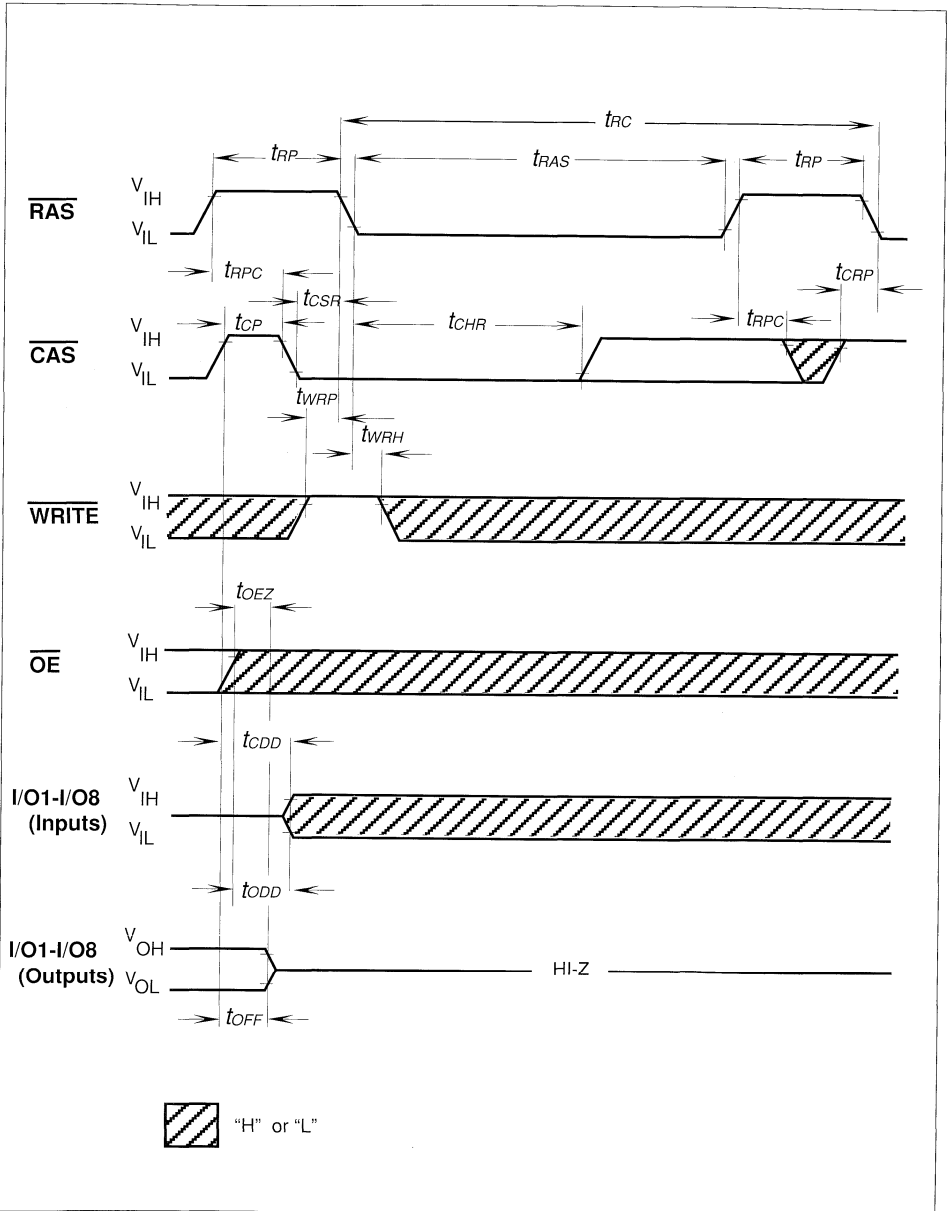 tRC
tRP tRAS tRP
RAS VIH
VIL
tRPC tCRP
tCSR
tCP tCHR tRPC
CAS VIH
VIL
tWRP
tWRH
WRITE VIH
VIL
tOEZ
OE VIH
VIL
tCDD
I/O1-I/O8 VIH
(Inputs) VIL
tODD
I/O1-I/O8 VOH
(Outputs) VOL
HI-Z
tOFF
“H” or “L”